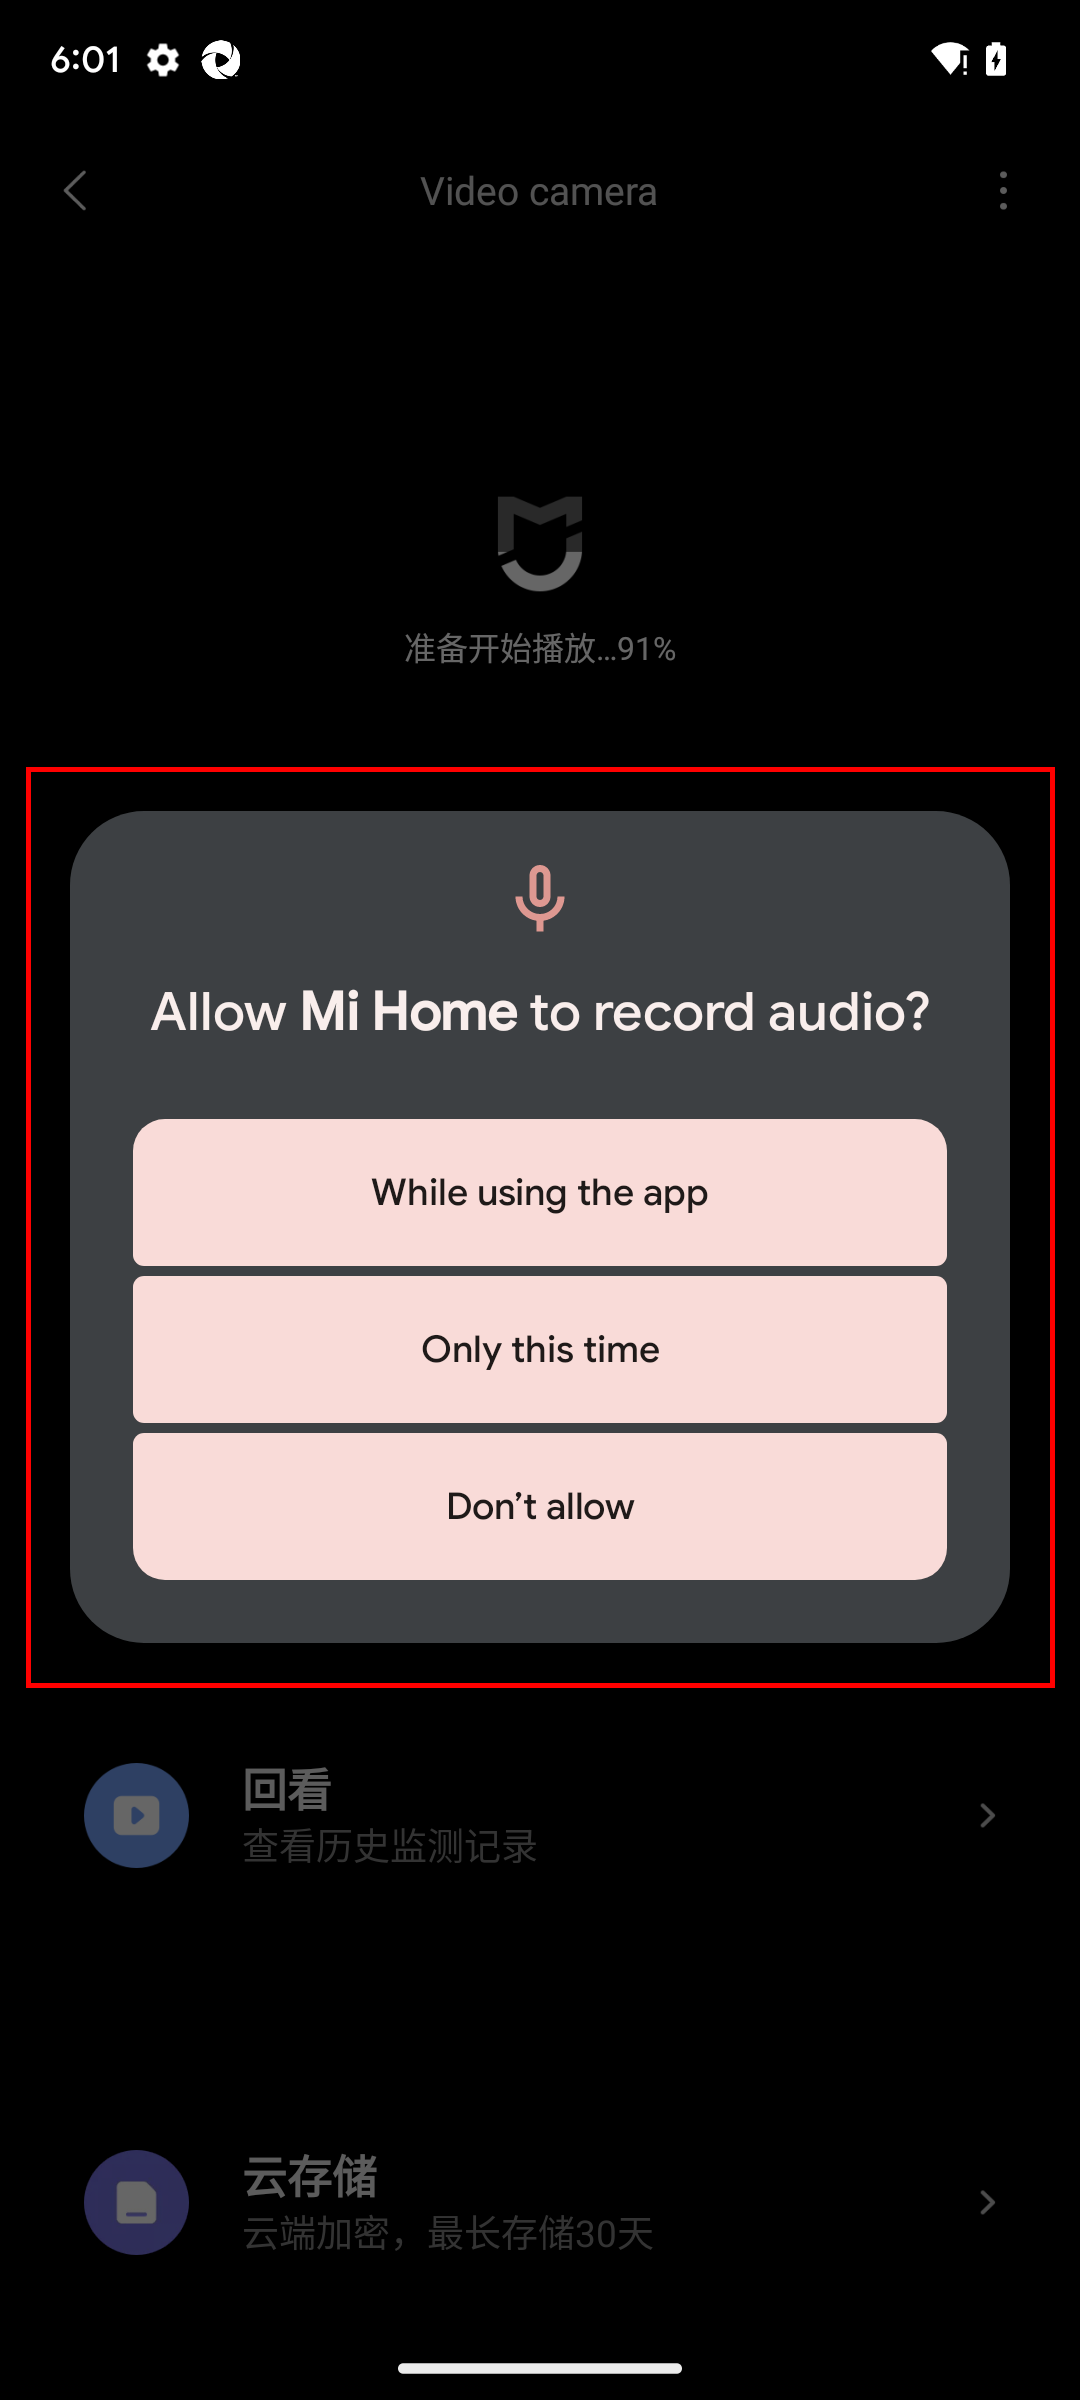 6:01
Video camera
准备开始播放...91%
Allow Mi Home to record audio?
While using the app
Only this time
Don’t allow
回看
查看历史监测记录
云存储
云端加密，最长存储30天